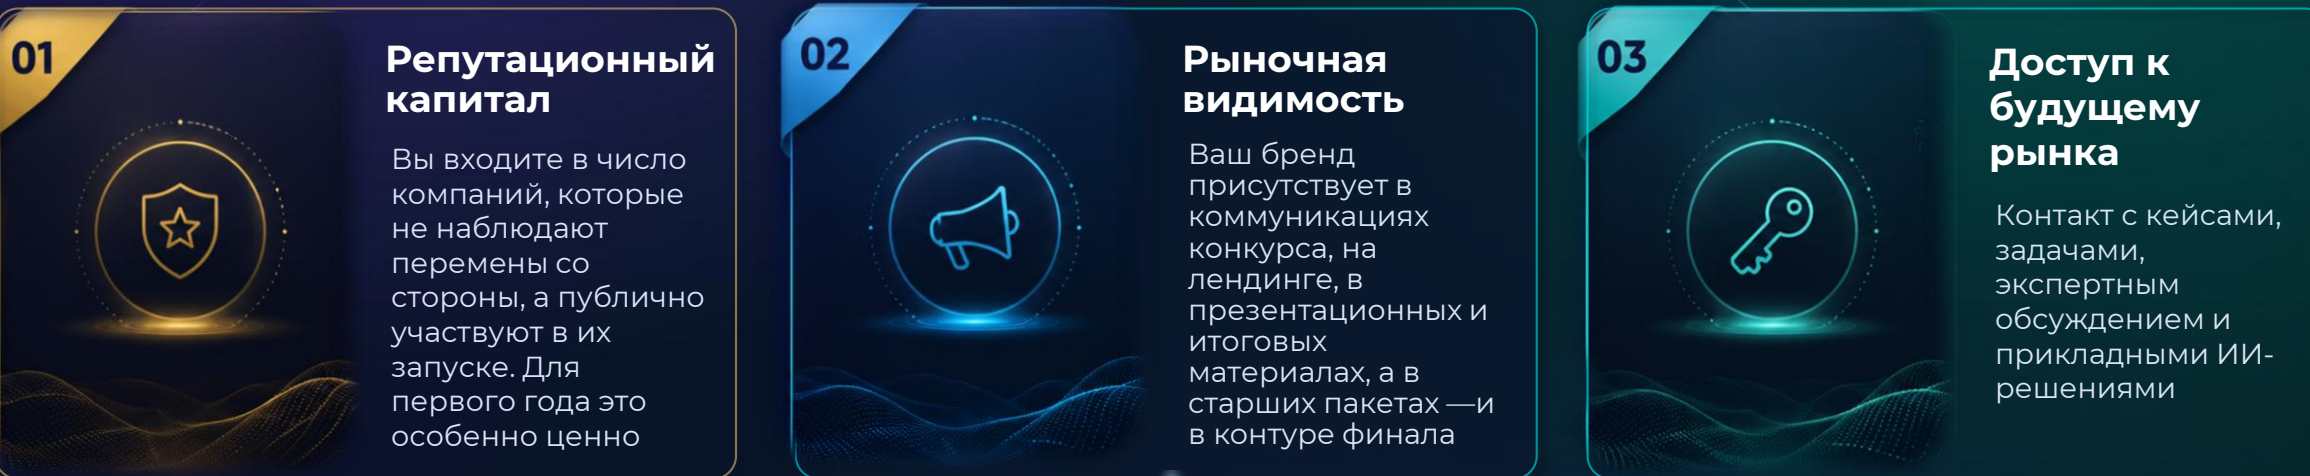 01
Репутационный
капитал
Вы входите в число
компаний, которые
не наблюдают
перемены со
стороны, а публично
участвуют в их
запуске. Для
первого года это
особенно ценно
02
Рыночная
видимость
Ваш бренд
присутствует в
коммуникациях
конкурса, на
лендинге, в
презентационных и
итоговых
материалах, а в
старших пакетах —и
в контуре финала
03
Доступ к
будущему
рынка
Контакт с кейсами,
задачами,
экспертным
обсуждением и
прикладными ИИ-
решениями